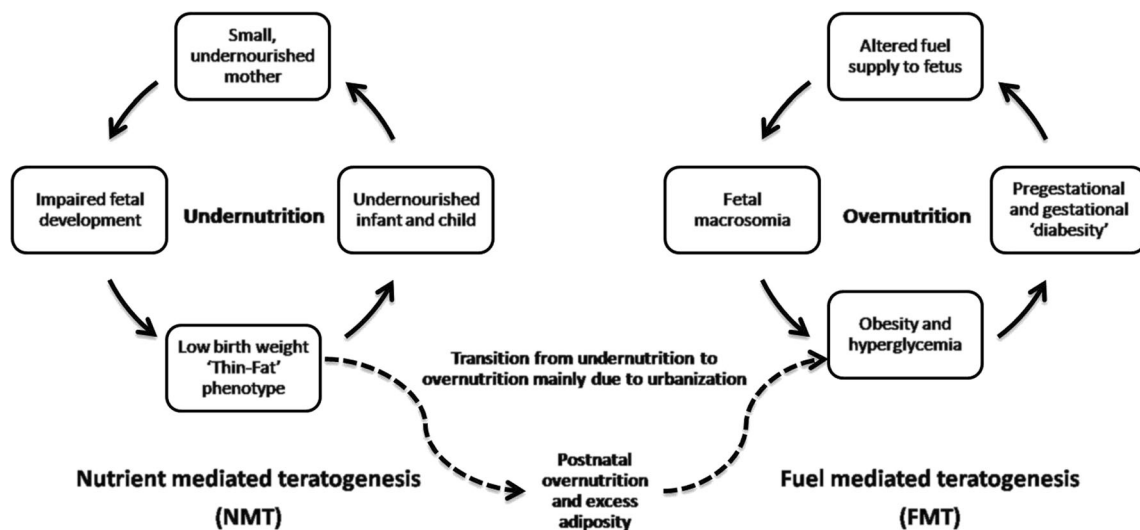 Small,
undernourished
mother
Impaired fetal
development
Undernutrition
Undernourished
infant and child
Low birth weight
'Thin-Fat'
phenotype
Nutrient mediated teratogenesis
(NMT)
Transition from undernutrition to
overnutrition mainly due to urbanization
Postnatal
overnutrition
and excess
adiposity
Altered fuel
supply to fetus
Fetal
macrosomia
Overnutrition
Pregestational
and gestational
'diabesity'
Obesity and
hyperglycemia
Fuel mediated teratogenesis
(FMT)